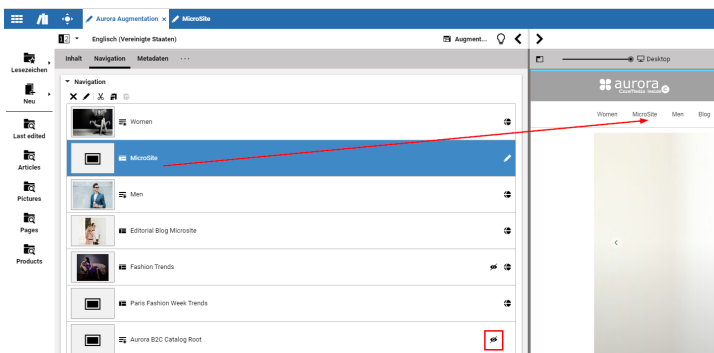 Aurora Augmentation ×
MicroSite
Englisch (Vereinigte Staaten)
Augment...
Inhalt Navigation Metadaten ···
Desktop
Lesezeichen
Neu
Last edited
Articles
Pictures
Pages
Products
Navigation
Women
MicroSite
Men
Editorial Blog Microsite
Fashion Trends
Paris Fashion Week Trends
Aurora B2C Catalog Root
aurora
CoreMedia inside
Women MicroSite Men Blog